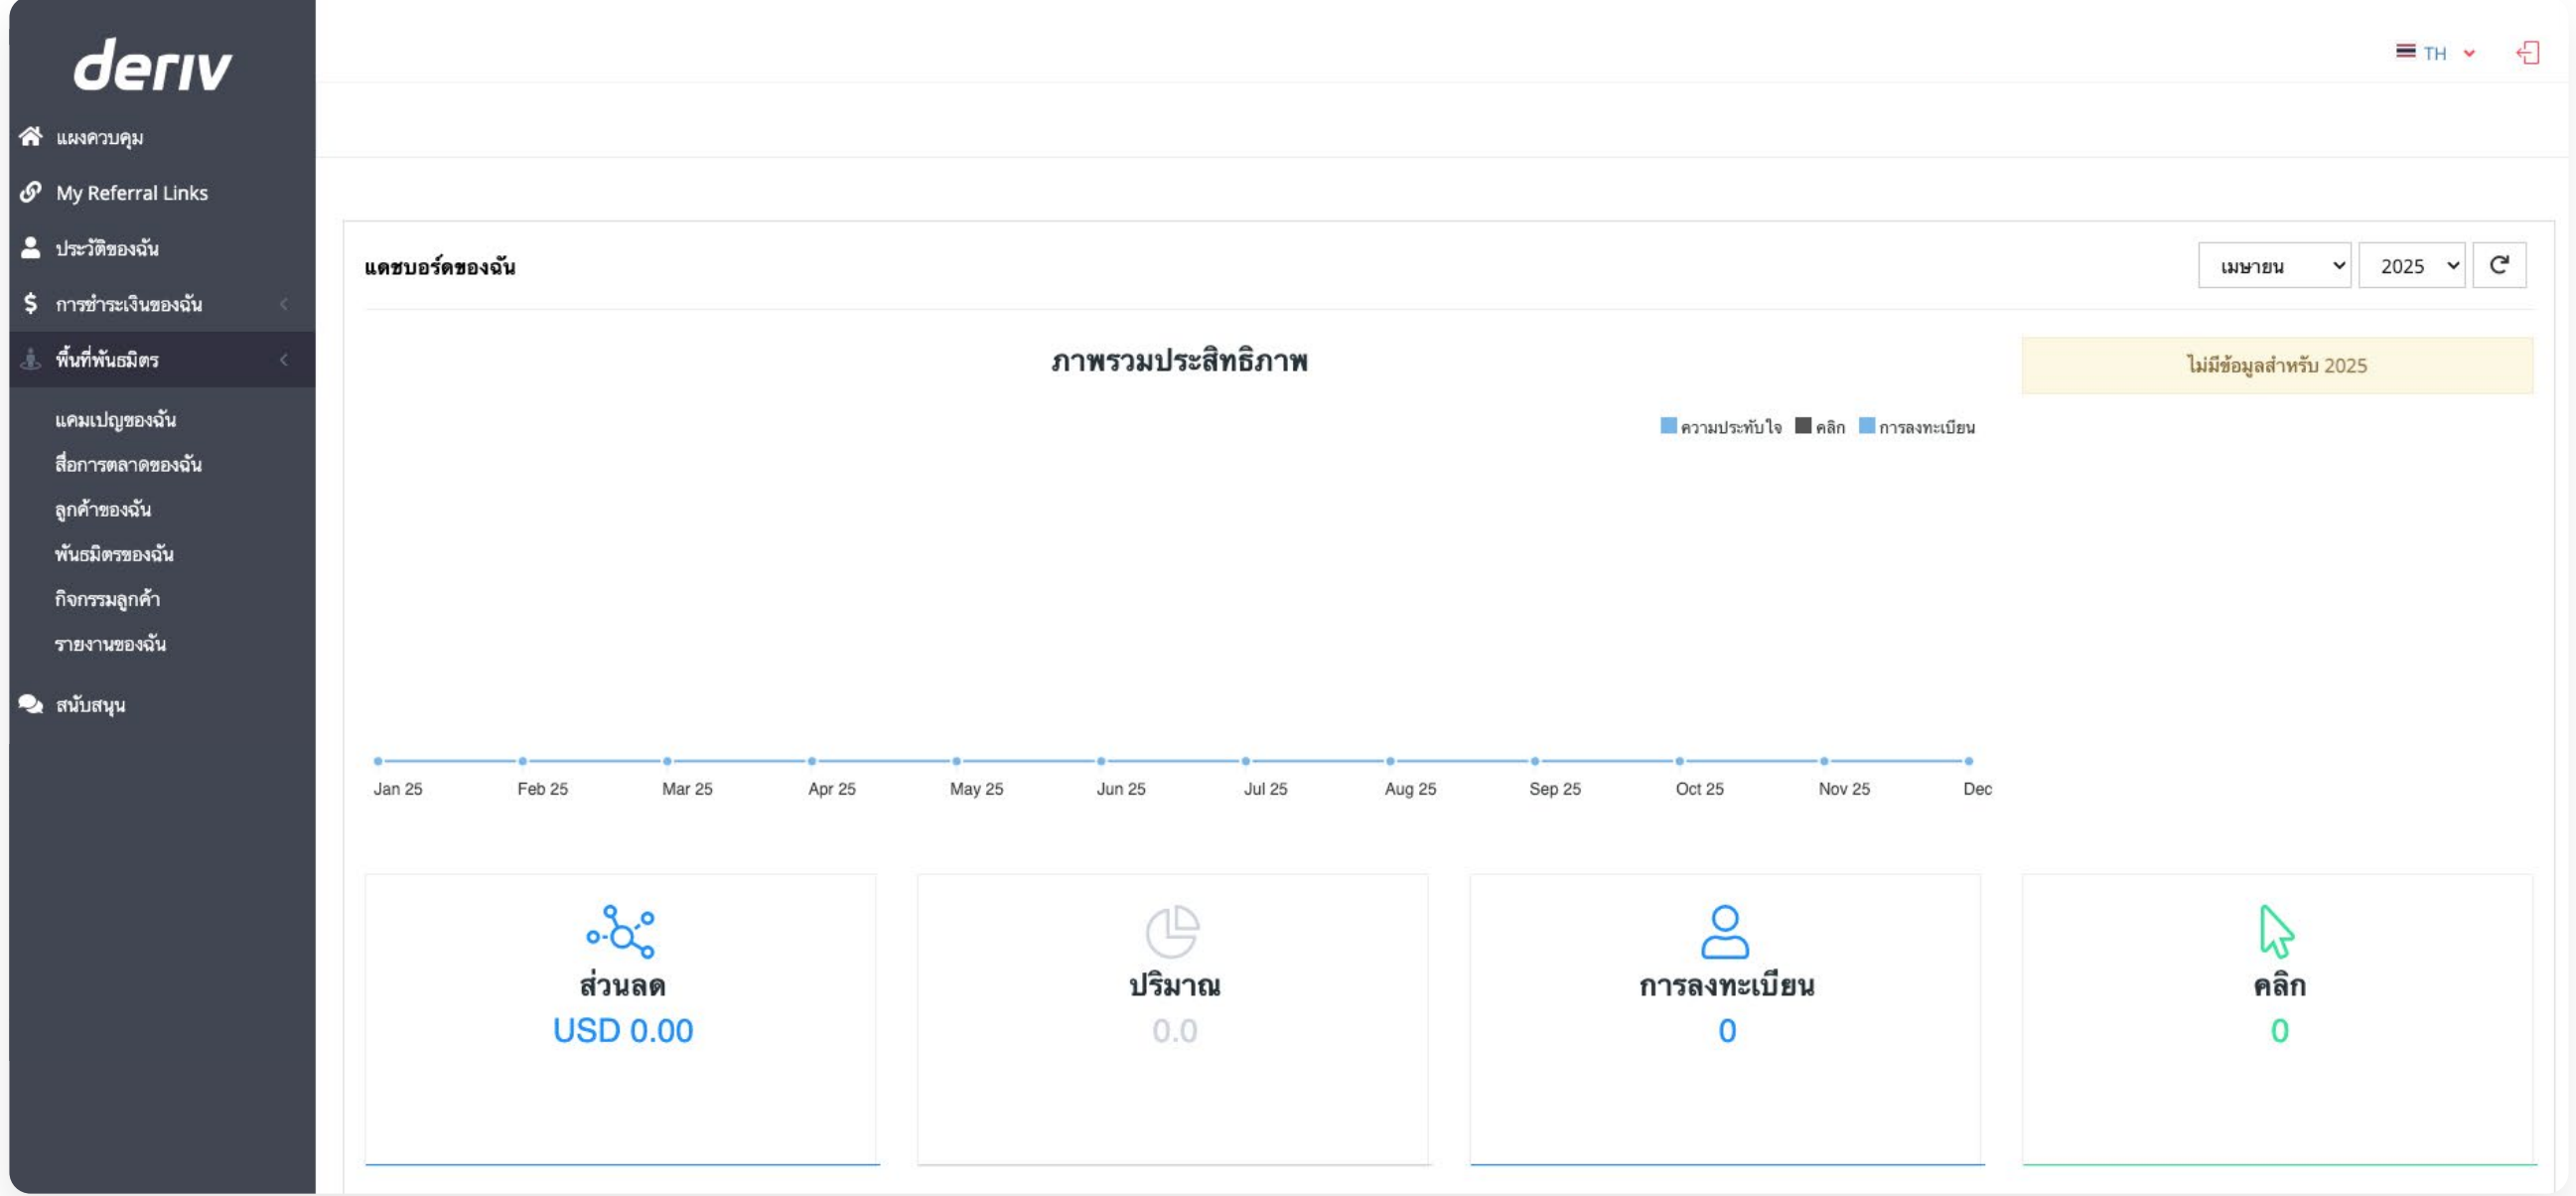 deriv
TH
แผงควบคุม
My Referral Links
ประวัติของฉัน
การชำระเงินของฉัน
พื้นที่พันธมิตร
แคมเปญของฉัน
สื่อการตลาดของฉัน
ลูกค้าของฉัน
พันธมิตรของฉัน
กิจกรรมลูกค้า
รายงานของฉัน
สนับสนุน
แดชบอร์ดของฉัน
เมษายน 2025
ภาพรวมประสิทธิภาพ
ไม่มีข้อมูลสำหรับ 2025
ความประทับใจ คลิก การลงทะเบียน
Jan 25 Feb 25 Mar 25 Apr 25 May 25 Jun 25 Jul 25 Aug 25 Sep 25 Oct 25 Nov 25 Dec
ส่วนลด
USD 0.00
ปริมาณ
0.0
การลงทะเบียน
0
คลิก
0